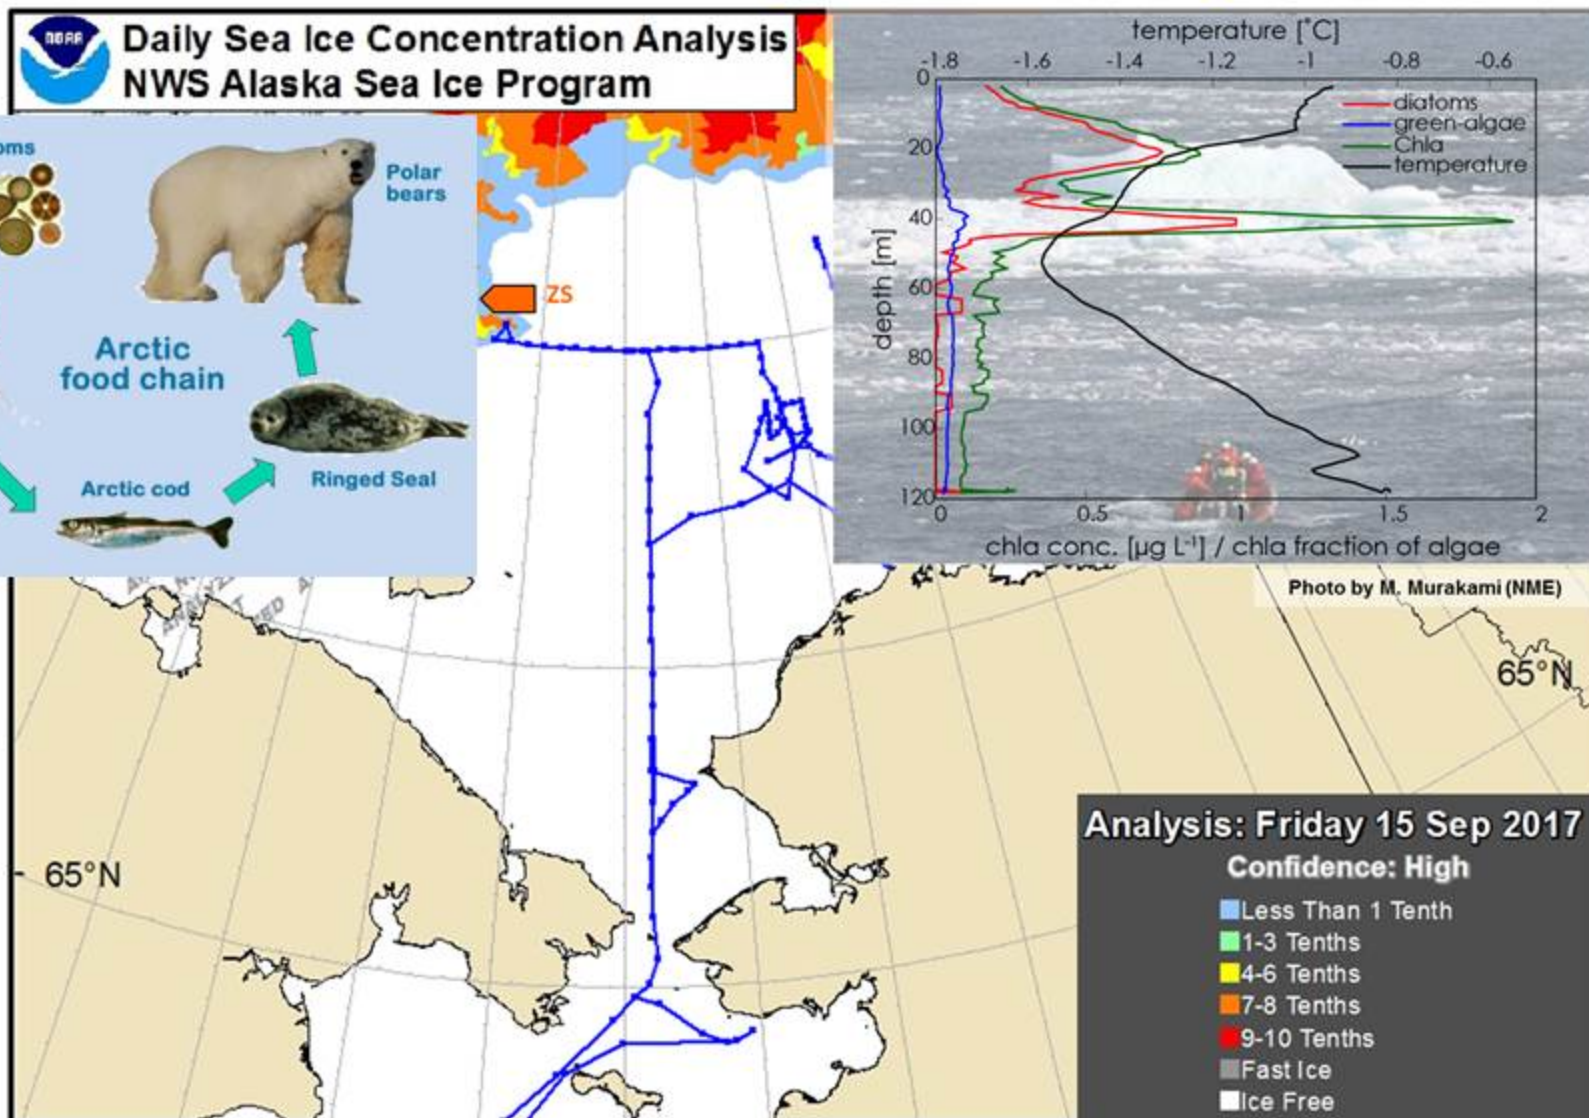 NOAA
Daily Sea Ice Concentration Analysis
NWS Alaska Sea Ice Program
oms
Polar
bears
Arctic
food chain
Ringed Seal
Arctic cod
ZS
temperature [˚C]
-1.8 -1.6 -1.4 -1.2 -1 -0.8 -0.6
0
20
40
60
80
100
120
depth [m]
diatoms
green-algae
Chla
temperature
0 0.5 1 1.5 2
chla conc. [µg L⁻¹] / chla fraction of algae
Photo by M. Murakami (NME)
65°N
65°N
Analysis: Friday 15 Sep 2017
Confidence: High
Less Than 1 Tenth
1-3 Tenths
4-6 Tenths
7-8 Tenths
9-10 Tenths
Fast Ice
Ice Free